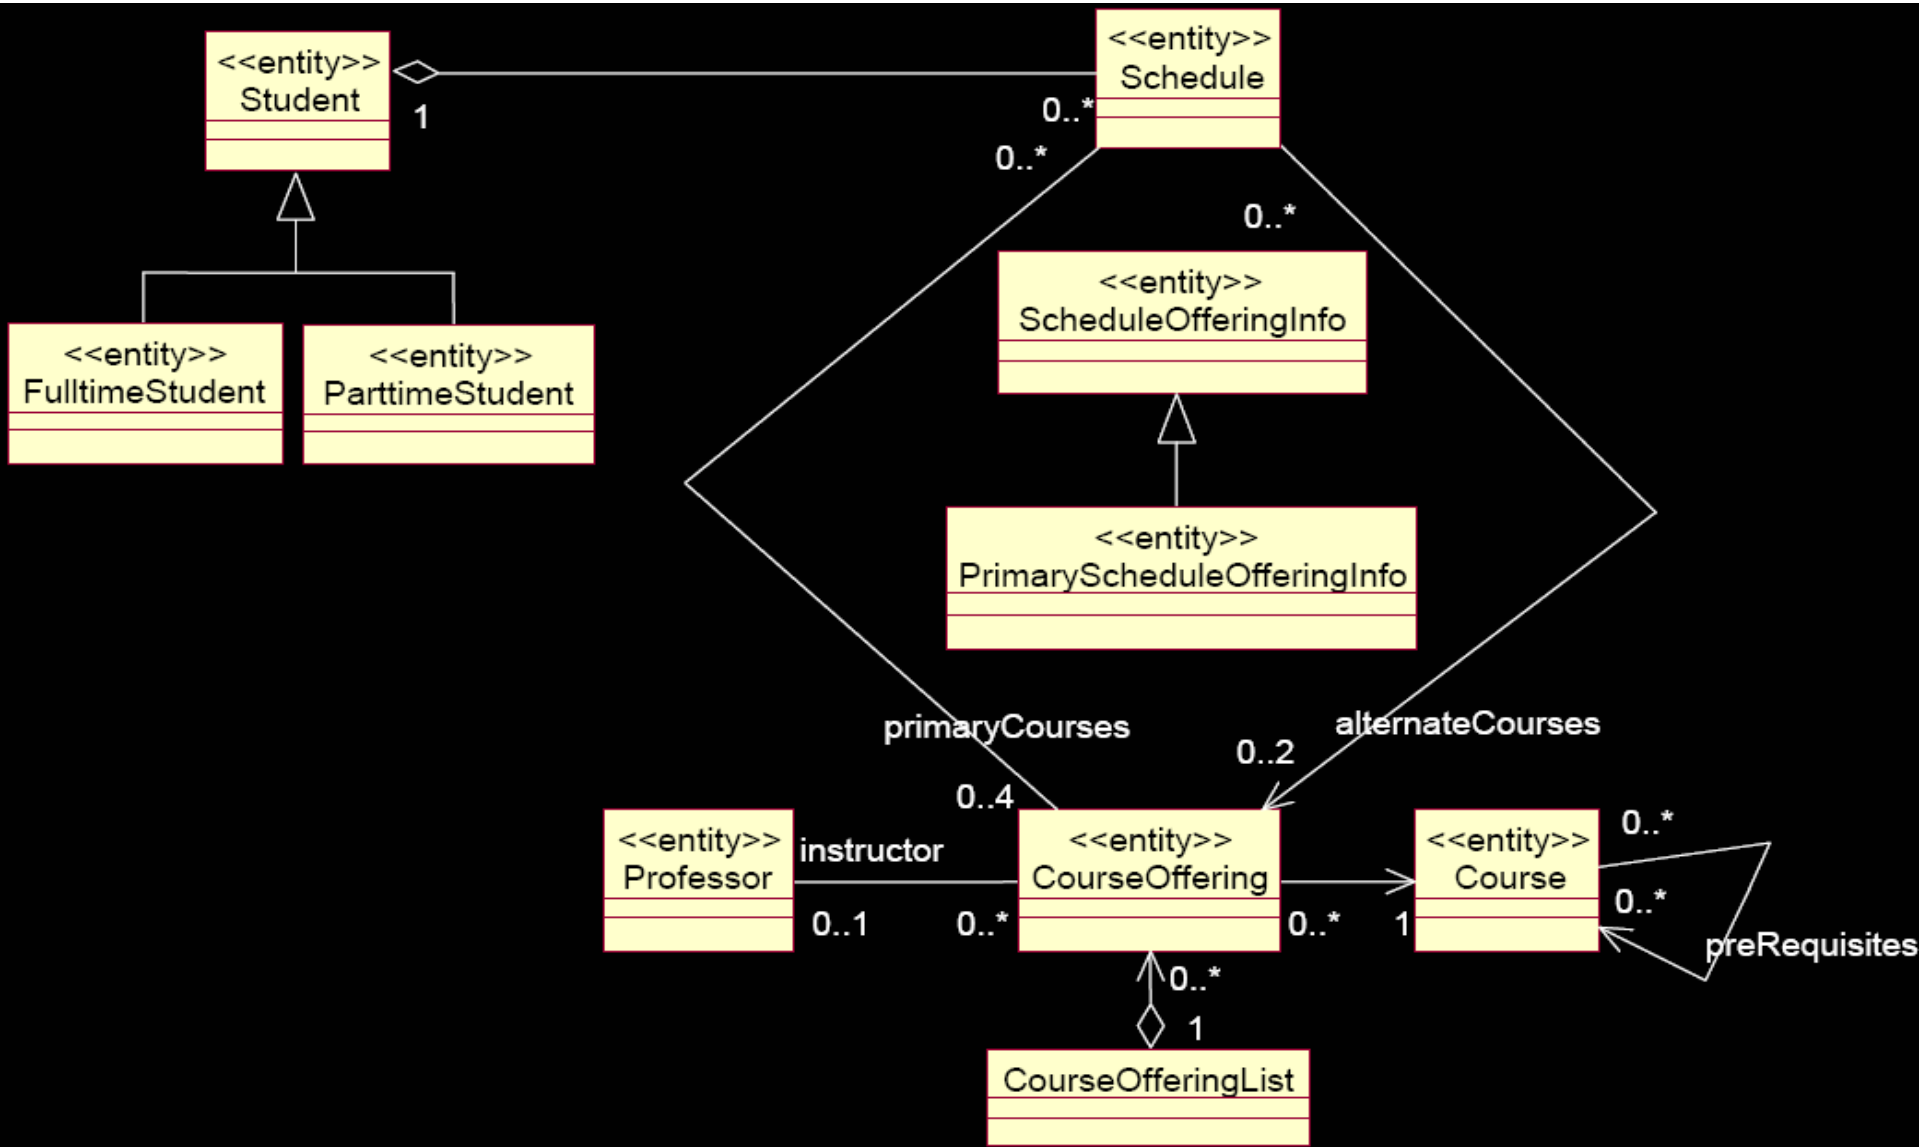 <<entity>>
Student
1
<<entity>>
Schedule
0..*
0..*
0..*
<<entity>>
ScheduleOfferingInfo
<<entity>>
FulltimeStudent
<<entity>>
ParttimeStudent
<<entity>>
PrimaryScheduleOfferingInfo
primaryCourses
alternateCourses
0..2
0..4
<<entity>>
Professor
instructor
0..1
0..*
<<entity>>
CourseOffering
0..*
1
<<entity>>
Course
0..*
0..*
preRequisites
0..*
1
CourseOfferingList